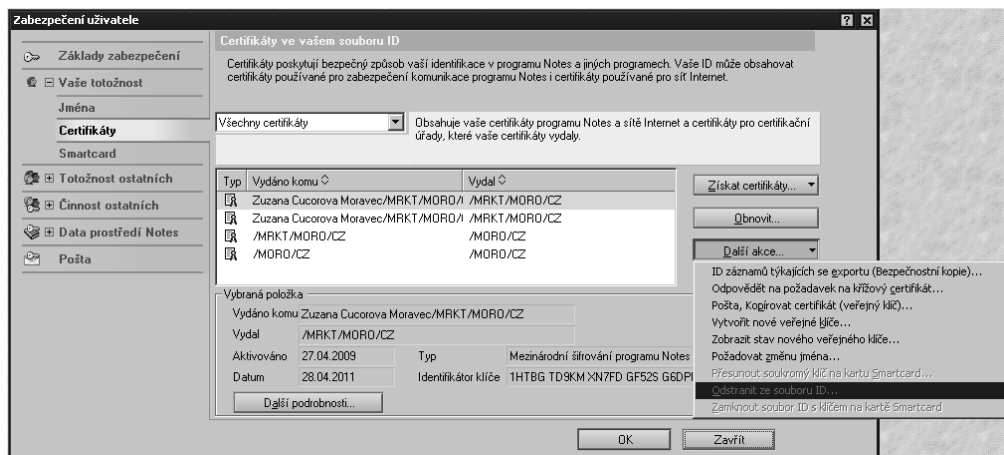 Zabezpečení uživatele
Základy zabezpečení
Vaše totožnost
Jména
Certifikáty
Smartcard
Totožnost ostatních
Činnost ostatních
Data prostředí Notes
Pošta
Certifikáty ve vašem souboru ID
Certifikáty poskytují bezpečný způsob vaší identifikace v programu Notes a jiných programech. Vaše ID může obsahovat
certifikáty používané pro zabezpečení komunikace programu Notes i certifikáty používané pro síť Internet.
Všechny certifikáty
Obsahuje vaše certifikáty programu Notes a sítě Internet a certifikáty pro certifikační
úřady, které vaše certifikáty vydaly.
Typ Vydáno komu Vydal
Zuzana Cucorova Moravec/MRKT/MORO/ /MRKT/MORO/CZ
Zuzana Cucorova Moravec/MRKT/MORO/ /MRKT/MORO/CZ
/MRKT/MORO/CZ /MORO/CZ
/MORO/CZ /MORO/CZ
Získat certifikáty...
Obnovit...
Další akce...
ID záznamů týkajících se exportu (Bezpečnostní kopie)...
Odpovědět na požadavek na křížový certifikát...
Pošta, Kopírovat certifikát (veřejný klíč)...
Vytvořit nové veřejné klíče...
Zobrazit stav nového veřejného klíče...
Požadovat změnu jména...
Přesunout soukromý klíč na kartu Smartcard...
Odstranit ze souboru ID...
Zamknout soubor ID s klíčem na kartě Smartcard
Vybraná položka
Vydáno komu Zuzana Cucorova Moravec/MRKT/MORO/CZ
Vydal /MRKT/MORO/CZ
Aktivováno 27.04.2009 Typ Mezinárodní šifrování programu Notes
Datum 28.04.2011 Identifikátor klíče 1HTBG TD9KM XN7FD GF52S G6DP
Další podrobnosti...
OK Zavřít